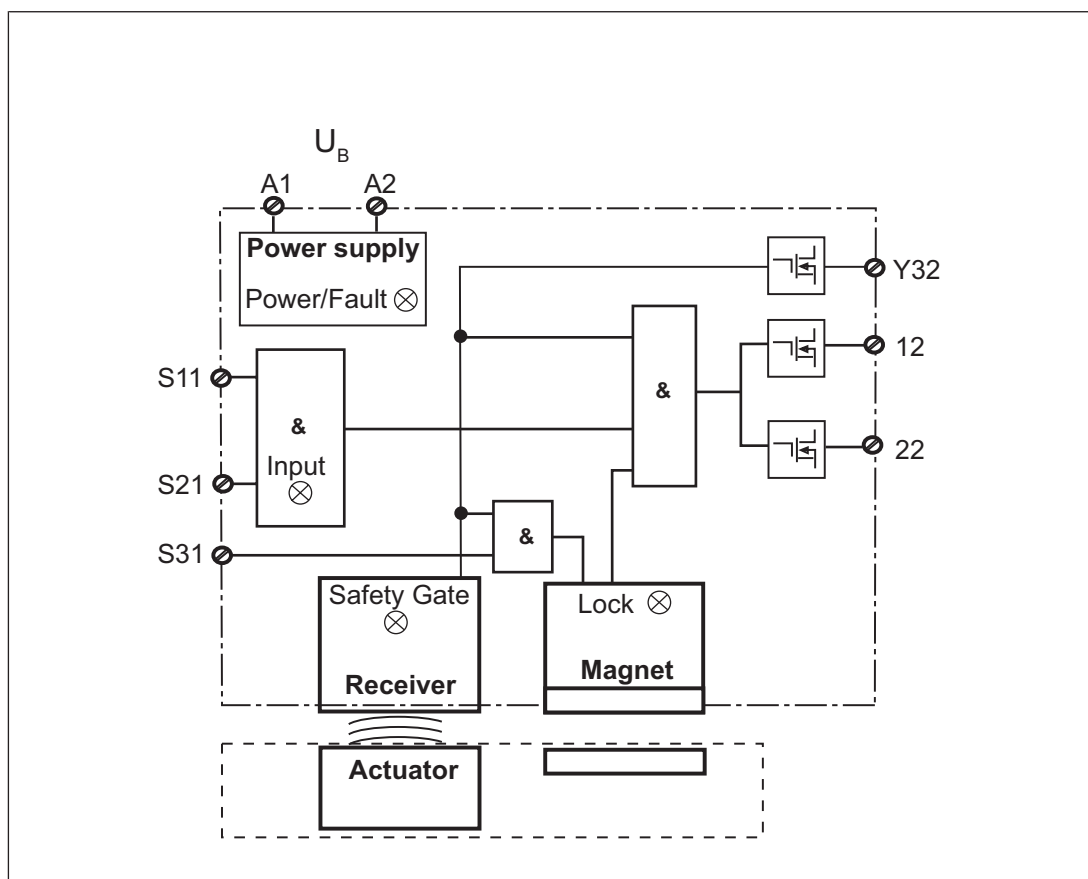 U_B
A1 A2
Power supply
Power/Fault
Y32
12
S11
&
&
22
Input
S21
&
S31
Safety Gate
Lock
Receiver
Magnet
Actuator